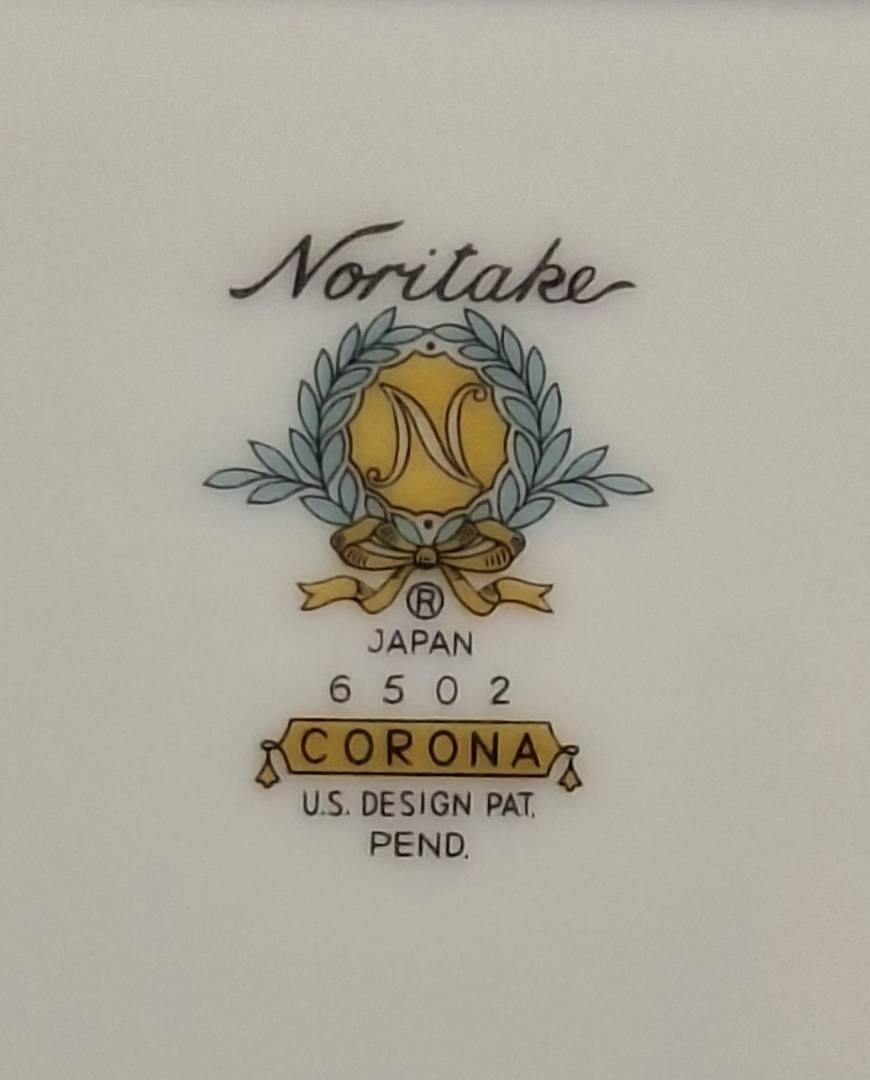 Noritake
N
®
JAPAN
6502
CORONA
U.S. DESIGN PAT.
PEND.